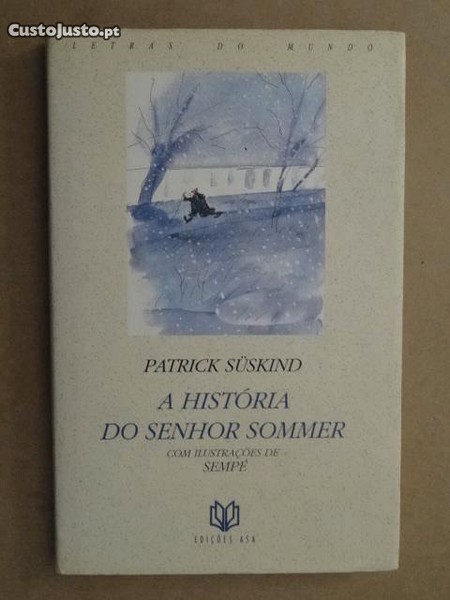 CustoJusto.pt
LETRAS DO MUNDO
PATRICK SÜSKIND
A HISTÓRIA
DO SENHOR SOMMER
COM ILUSTRAÇÕES DE
SEMPÉ
EDIÇÕES ASA